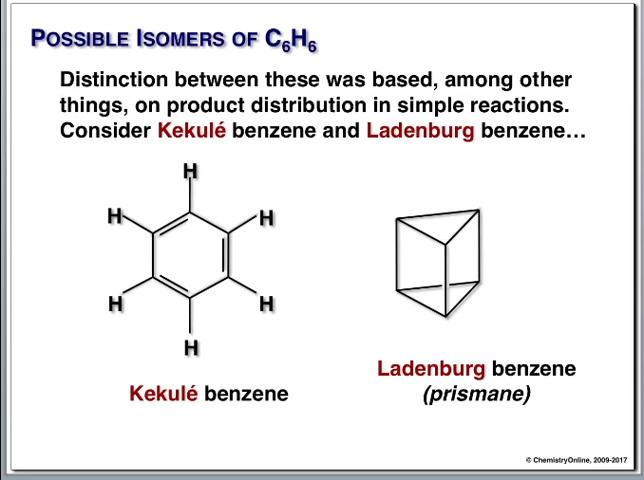 POSSIBLE ISOMERS OF C6H6
Distinction between these was based, among other
things, on product distribution in simple reactions.
Consider Kekulé benzene and Ladenburg benzene…
H
H
H
H
H
H
Ladenburg benzene
(prismane)
Kekulé benzene
© ChemistryOnline, 2009-2017